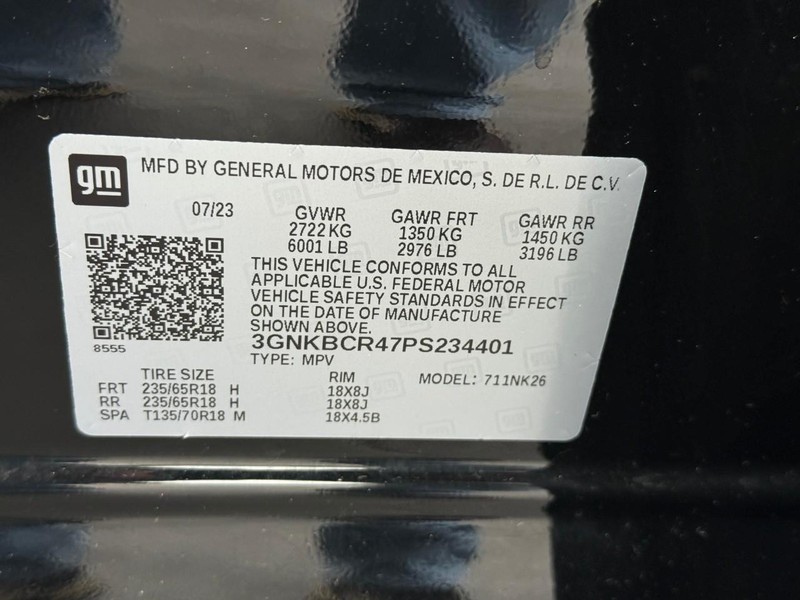 gm MFD BY GENERAL MOTORS DE MEXICO, S. DE R.L. DE C.V.
07/23 GVWR GAWR FRT GAWR RR
2722 KG 1350 KG 1450 KG
6001 LB 2976 LB 3196 LB
THIS VEHICLE CONFORMS TO ALL
APPLICABLE U.S. FEDERAL MOTOR
VEHICLE SAFETY STANDARDS IN EFFECT
ON THE DATE OF MANUFACTURE
SHOWN ABOVE.
8555 3GNKBCR47PS234401
TYPE: MPV
TIRE SIZE RIM MODEL: 711NK26
FRT 235/65R18 H 18X8J
RR 235/65R18 H 18X8J
SPA T135/70R18 M 18X4.5B